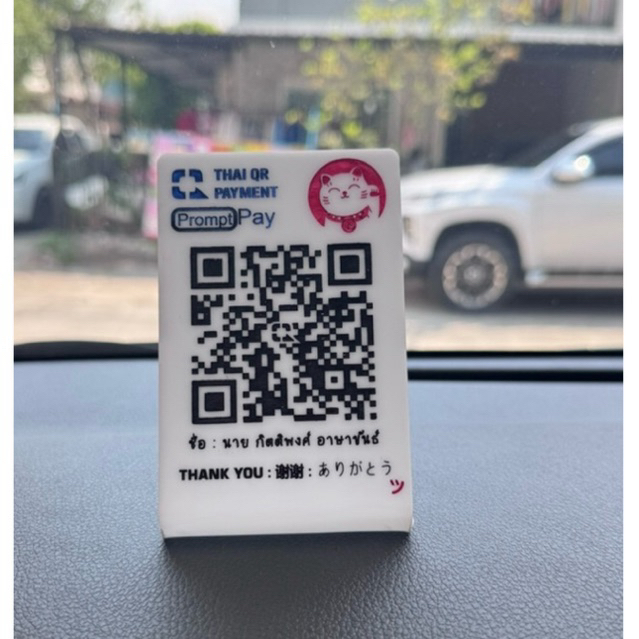 THAI QR
PAYMENT
PromptPay
ชื่อ : นาย กิตติพงศ์ อาษาขันธ์
THANK YOU : 谢谢 : ありがとう
ツ